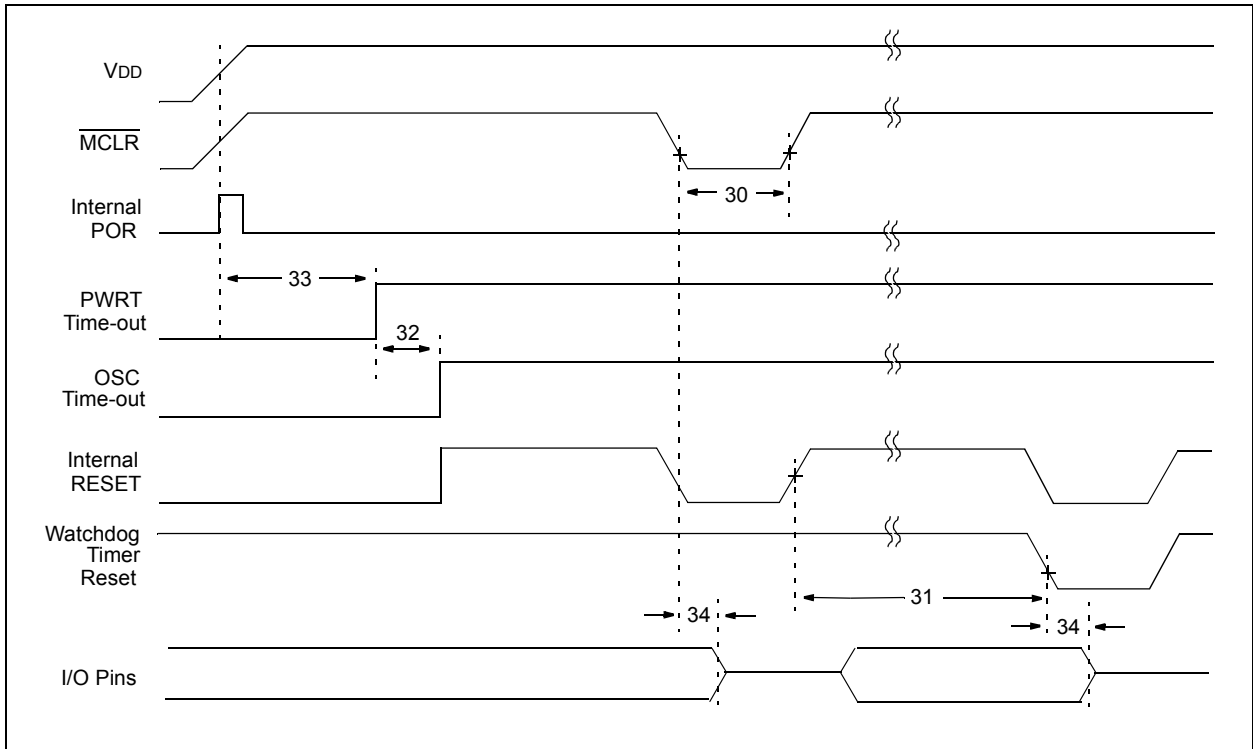 VDD
MCLR
30
Internal
POR
33
PWRT
Time-out
32
OSC
Time-out
Internal
RESET
Watchdog
Timer
Reset
31
34
34
I/O Pins